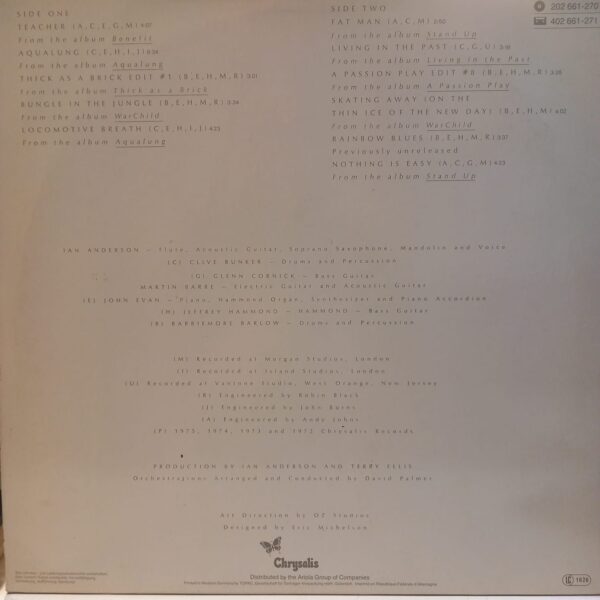 SIDE ONE
TEACHER (A,C,E,G,M) 4:07
From the album Benefit
AQUALUNG (C,E,H,I,J) 6:34
From the album Aqualung
THICK AS A BRICK EDIT #1 (B,E,H,M,R) 3:01
From the album Thick as a Brick
BUNGLE IN THE JUNGLE (B,E,H,M,R) 3:34
From the album WarChild
LOCOMOTIVE BREATH (C,E,H,I,J) 4:23
From the album Aqualung
SIDE TWO
FAT MAN (A,C,M) 2:50
From the album Stand Up
LIVING IN THE PAST (C,G,U) 3:18
From the album Living in the Past
A PASSION PLAY EDIT #8 (B,E,H,M,R) 3:28
From the album A Passion Play
SKATING AWAY (ON THE
THIN ICE OF THE NEW DAY) (B,E,H,M,R) 4:02
From the album WarChild
RAINBOW BLUES (B,E,H,M,R) 3:37
Previously unreleased
NOTHING IS EASY (A,C,G,M) 4:23
From the album Stand Up
202 661-270
402 661-271
IAN ANDERSON – Flute, Acoustic Guitar, Soprano Saxophone, Mandolin and Voice
(C) CLIVE BUNKER – Drums and Percussion
(G) GLENN CORNICK – Bass Guitar
MARTIN BARRE – Electric Guitar and Acoustic Guitar
(E) JOHN EVAN – Piano, Hammond Organ, Synthesizer and Piano Accordion
(H) JEFFREY HAMMOND – HAMMOND – Bass Guitar
(B) BARRIEMORE BARLOW – Drums and Percussion
(M) Recorded at Morgan Studios, London
(I) Recorded at Island Studios, London
(U) Recorded at Vantone Studio, West Orange, New Jersey
(R) Engineered by Robin Black
(J) Engineered by John Burns
(A) Engineered by Andy Johns
(P) 1975, 1974, 1973 and 1972 Chrysalis Records
PRODUCTION BY IAN ANDERSON AND TERRY ELLIS
Orchestrations Arranged and Conducted by David Palmer
Art Direction by OZ Studios
Designed by Eric Michelson
Chrysalis
Distributed by the Ariola Group of Companies
LC 1626